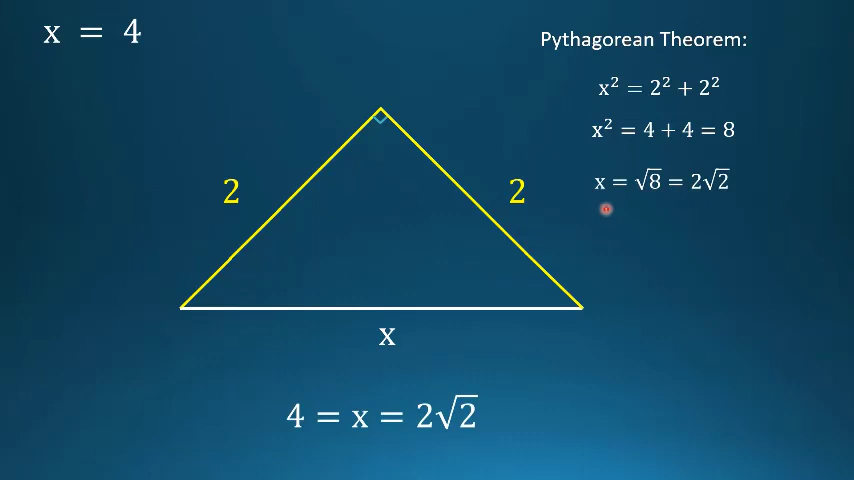 x = 4
Pythagorean Theorem:
x² = 2² + 2²
x² = 4 + 4 = 8
x = √8 = 2√2
2
2
x
4 = x = 2√2